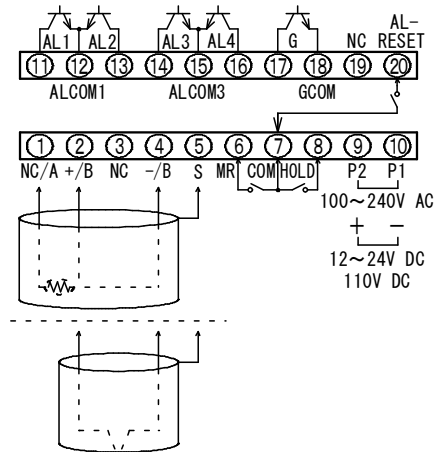 AL-
AL1 AL2 AL3 AL4 G NC RESET
11 12 13 14 15 16 17 18 19 20
ALCOM1 ALCOM3 GCOM
1 2 3 4 5 6 7 8 9 10
NC/A +/B NC -/B S MR COM HOLD P2 P1
100~240V AC
+ -
12~24V DC
110V DC